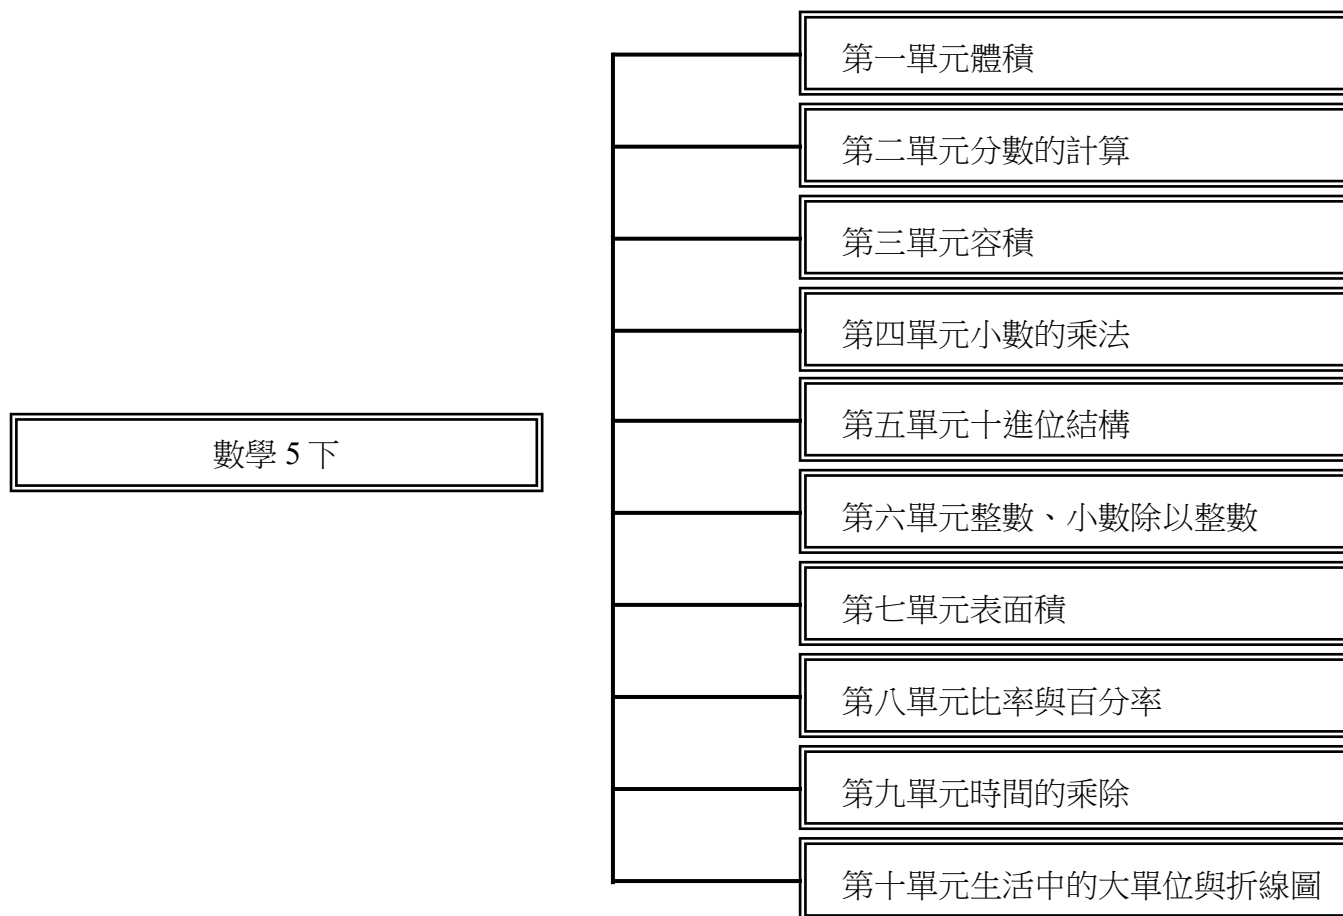 數學 5 下
第一單元體積
第二單元分數的計算
第三單元容積
第四單元小數的乘法
第五單元十進位結構
第六單元整數、小數除以整數
第七單元表面積
第八單元比率與百分率
第九單元時間的乘除
第十單元生活中的大單位與折線圖